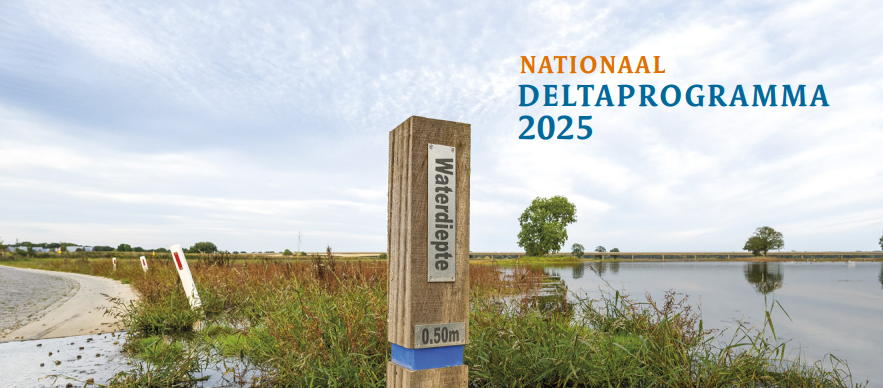 NATIONAAL
DELTAPROGRAMMA
2025
Waterdiepte
0.50m